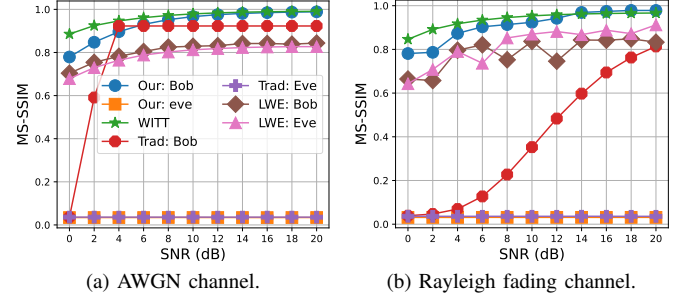 MS-SSIM
1.0
0.8
0.6
0.4
0.2
0.0
Our: Bob
Our: eve
WITT
Trad: Bob
Trad: Eve
LWE: Bob
LWE: Eve
0 2 4 6 8 10 12 14 16 18 20
SNR (dB)
(a) AWGN channel.
MS-SSIM
1.0
0.8
0.6
0.4
0.2
0.0
0 2 4 6 8 10 12 14 16 18 20
SNR (dB)
(b) Rayleigh fading channel.